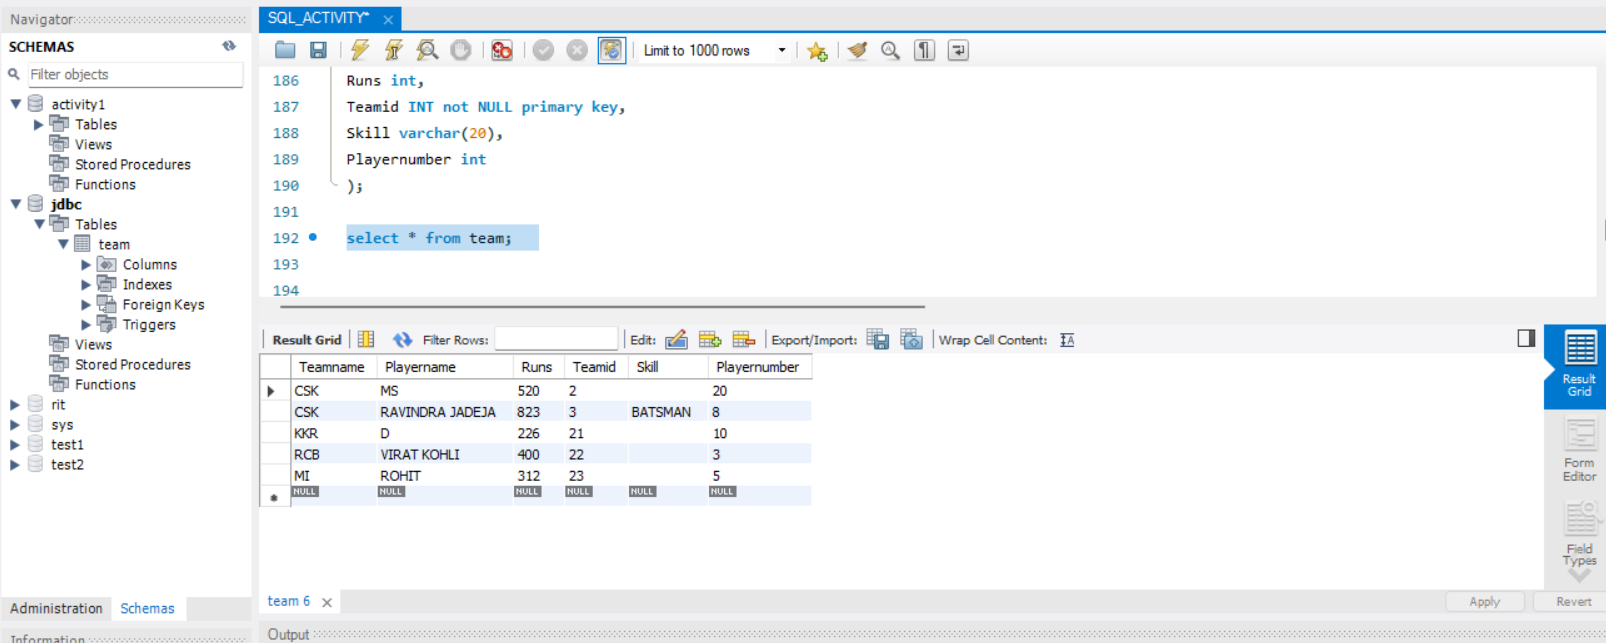 Navigator
SCHEMAS
Filter objects
activity1
Tables
Views
Stored Procedures
Functions
jdbc
Tables
team
Columns
Indexes
Foreign Keys
Triggers
Views
Stored Procedures
Functions
rit
sys
test1
test2
Administration Schemas
Information
SQL_ACTIVITY*
Limit to 1000 rows
186 Runs int,
187 Teamid INT not NULL primary key,
188 Skill varchar(20),
189 Playernumber int
190 );
191
192 select * from team;
193
194
Result Grid Filter Rows: Edit: Export/Import: Wrap Cell Content:
Teamname Playername Runs Teamid Skill Playernumber
CSK MS 520 2 20
CSK RAVINDRA JADEJA 823 3 BATSMAN 8
KKR D 226 21 10
RCB VIRAT KOHLI 400 22 3
MI ROHIT 312 23 5
NULL NULL NULL NULL NULL NULL
Result
Grid
Form
Editor
Field
Types
team 6
Apply Revert
Output